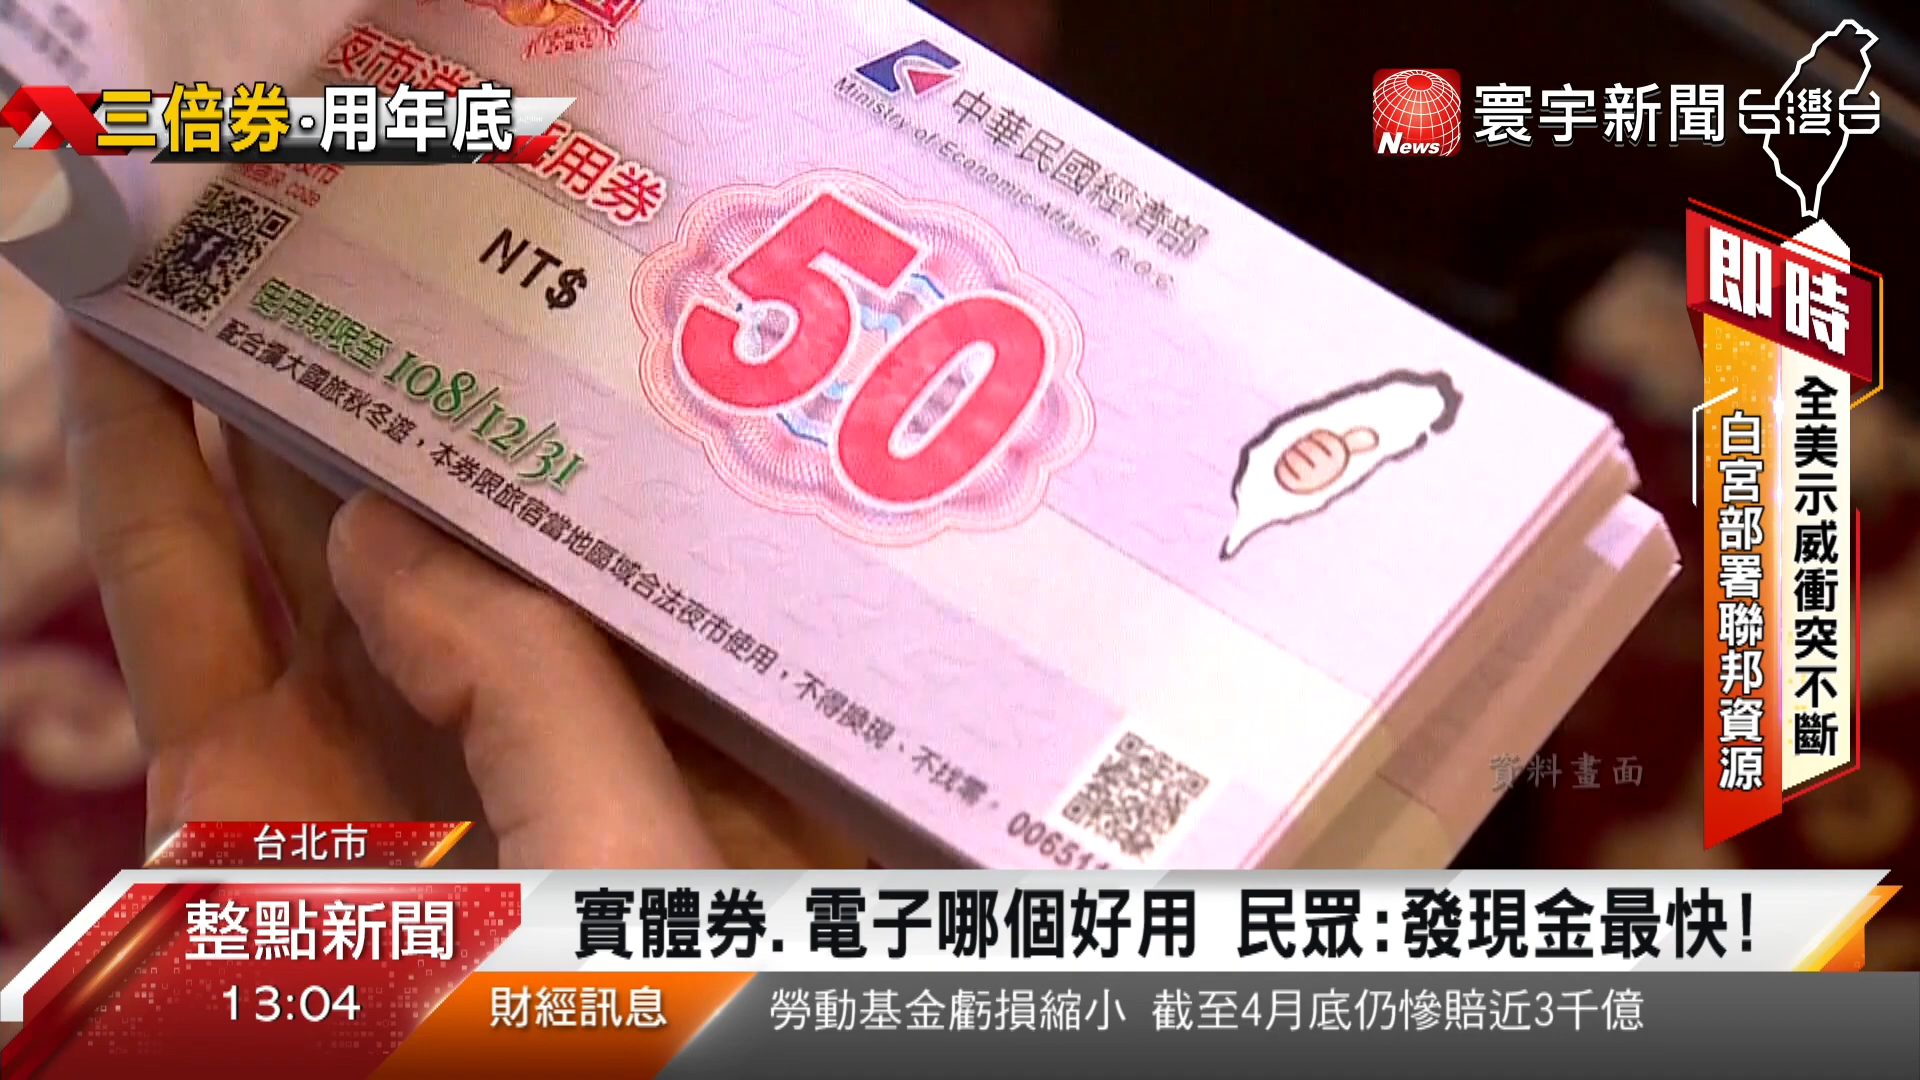 三倍券.用年底
寰宇新聞 台灣台
News
即時
全美示威衝突不斷
白宮部署聯邦資源
中華民國經濟部
Ministry of Economic Affairs, R.O.C.
夜市消
用券
NT$
50
使用期限至 108/12/31
配合擴大國旅秋冬遊，本券限旅宿當地區域合法夜市使用，不得換現、不找零。
資料畫面
台北市
整點新聞
13:04
實體券.電子哪個好用 民眾:發現金最快!
財經訊息
勞動基金虧損縮小 截至4月底仍慘賠近3千億